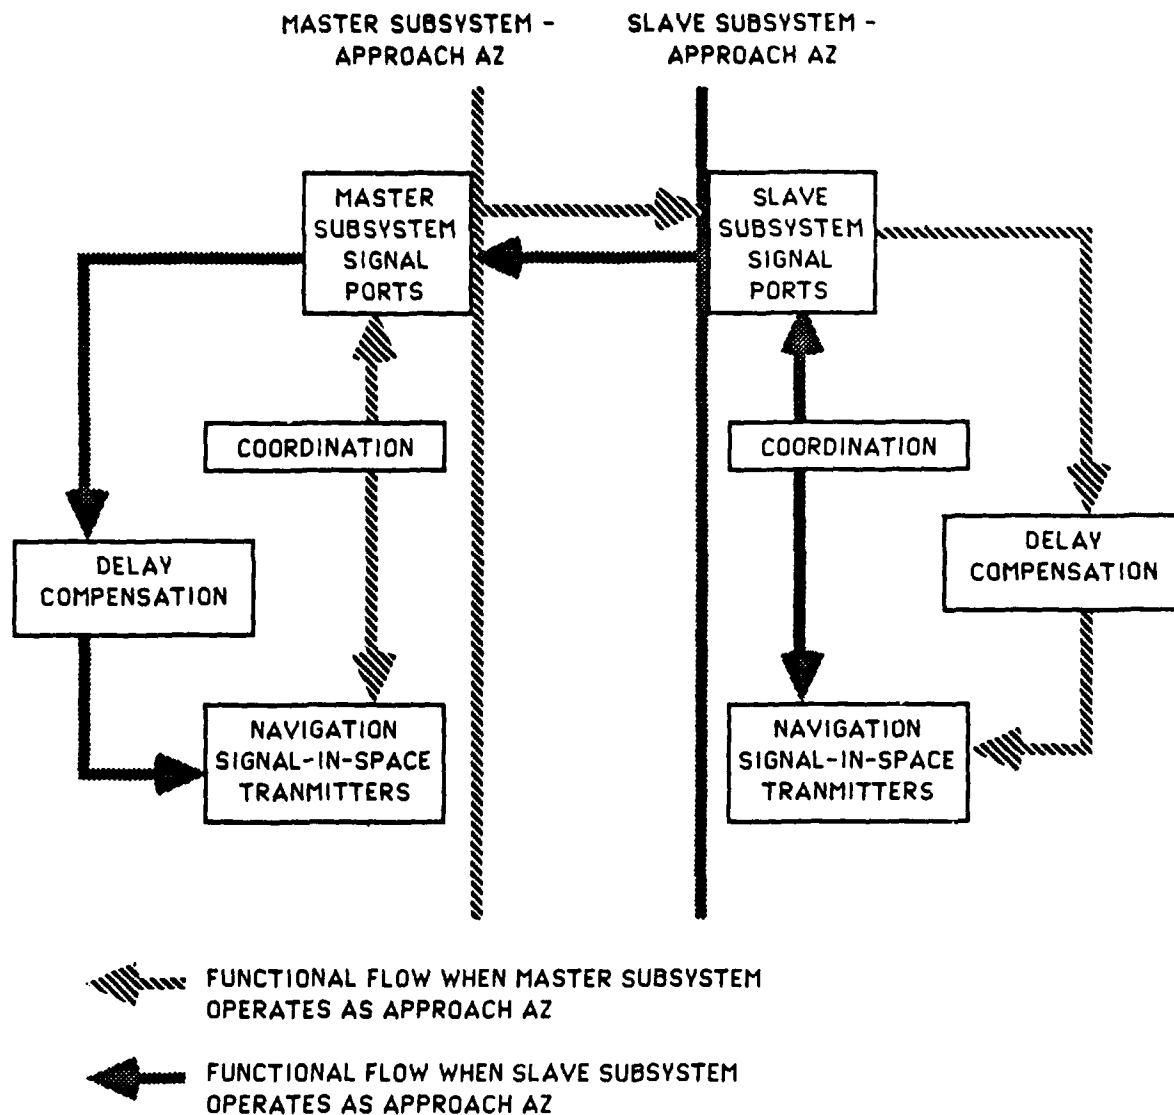 MASTER SUBSYSTEM -
APPROACH AZ
SLAVE SUBSYSTEM -
APPROACH AZ
MASTER
SUBSYSTEM
SIGNAL
PORTS
SLAVE
SUBSYSTEM
SIGNAL
PORTS
COORDINATION
COORDINATION
DELAY
COMPENSATION
DELAY
COMPENSATION
NAVIGATION
SIGNAL-IN-SPACE
TRANMITTERS
NAVIGATION
SIGNAL-IN-SPACE
TRANMITTERS
FUNCTIONAL FLOW WHEN MASTER SUBSYSTEM
OPERATES AS APPROACH AZ
FUNCTIONAL FLOW WHEN SLAVE SUBSYSTEM
OPERATES AS APPROACH AZ